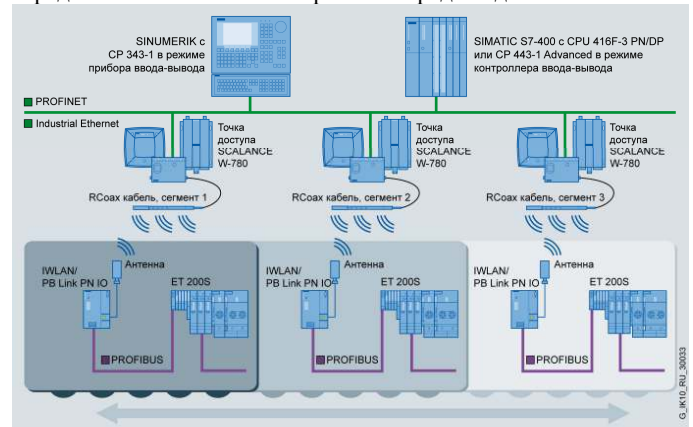 SINUMERIK с
CP 343-1 в режиме
прибора ввода-вывода
SIMATIC S7-400 с CPU 416F-3 PN/DP
или CP 443-1 Advanced в режиме
контроллера ввода-вывода
PROFINET
Industrial Ethernet
Точка
доступа
SCALANCE
W-780
Точка
доступа
SCALANCE
W-780
Точка
доступа
SCALANCE
W-780
RCoax кабель, сегмент 1
RCoax кабель, сегмент 2
RCoax кабель, сегмент 3
IWLAN/
PB Link PN IO
Антенна
ET 200S
PROFIBUS
IWLAN/
PB Link PN IO
Антенна
ET 200S
PROFIBUS
IWLAN/
PB Link PN IO
Антенна
ET 200S
PROFIBUS
G_IK10_RU_30033